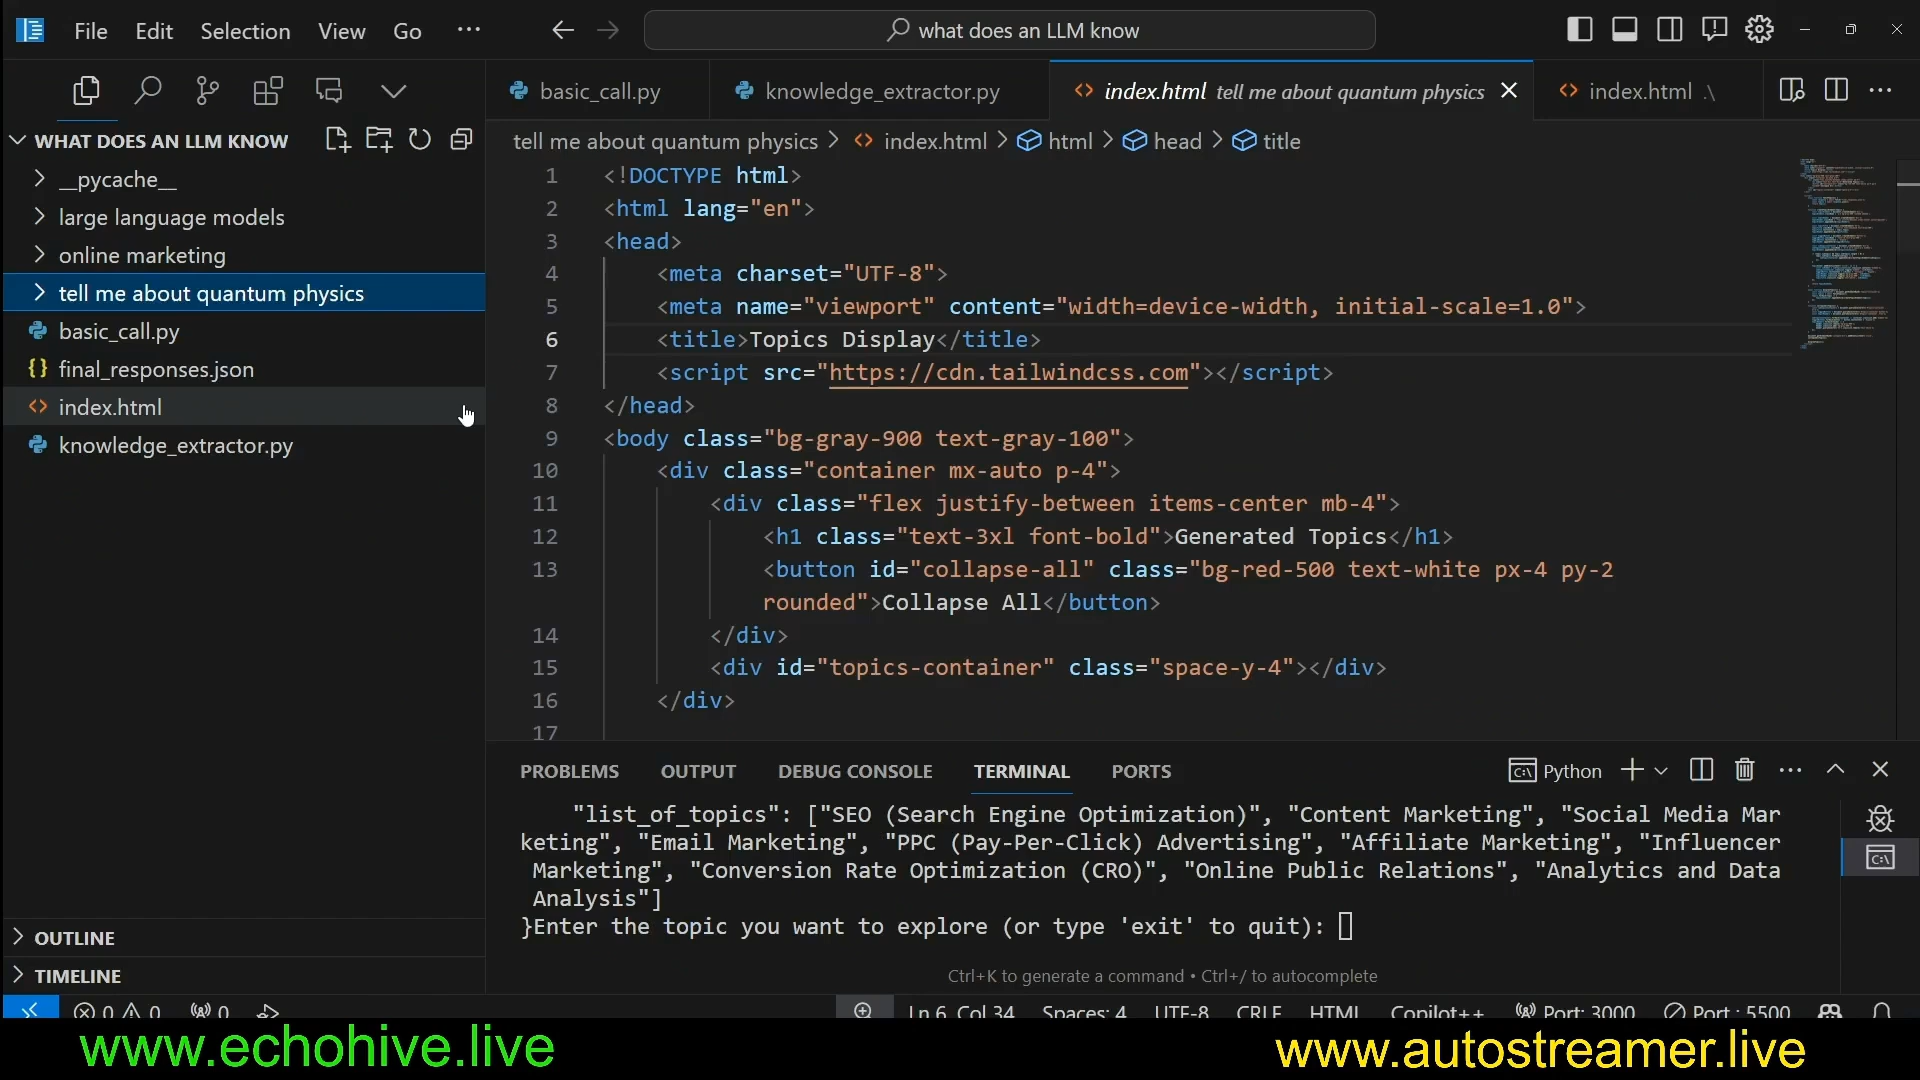 File Edit Selection View Go ...
what does an LLM know
basic_call.py
knowledge_extractor.py
index.html tell me about quantum physics
index.html .\
WHAT DOES AN LLM KNOW
__pycache__
large language models
online marketing
tell me about quantum physics
basic_call.py
final_responses.json
index.html
knowledge_extractor.py
OUTLINE
TIMELINE
tell me about quantum physics > index.html > html > head > title
1 <!DOCTYPE html>
2 <html lang="en">
3 <head>
4 <meta charset="UTF-8">
5 <meta name="viewport" content="width=device-width, initial-scale=1.0">
6 <title>Topics Display</title>
7 <script src="https://cdn.tailwindcss.com"></script>
8 </head>
9 <body class="bg-gray-900 text-gray-100">
10 <div class="container mx-auto p-4">
11 <div class="flex justify-between items-center mb-4">
12 <h1 class="text-3xl font-bold">Generated Topics</h1>
13 <button id="collapse-all" class="bg-red-500 text-white px-4 py-2
rounded">Collapse All</button>
14 </div>
15 <div id="topics-container" class="space-y-4"></div>
16 </div>
17
PROBLEMS OUTPUT DEBUG CONSOLE TERMINAL PORTS
Python
"list_of_topics": ["SEO (Search Engine Optimization)", "Content Marketing", "Social Media Mar
keting", "Email Marketing", "PPC (Pay-Per-Click) Advertising", "Affiliate Marketing", "Influencer
Marketing", "Conversion Rate Optimization (CRO)", "Online Public Relations", "Analytics and Data
Analysis"]
}Enter the topic you want to explore (or type 'exit' to quit):
Ctrl+K to generate a command • Ctrl+/ to autocomplete
0 0 0 Ln 6, Col 34 Spaces: 4 UTF-8 CRLF HTML Copilot++ Port: 3000 Port : 5500
www.echohive.live
www.autostreamer.live